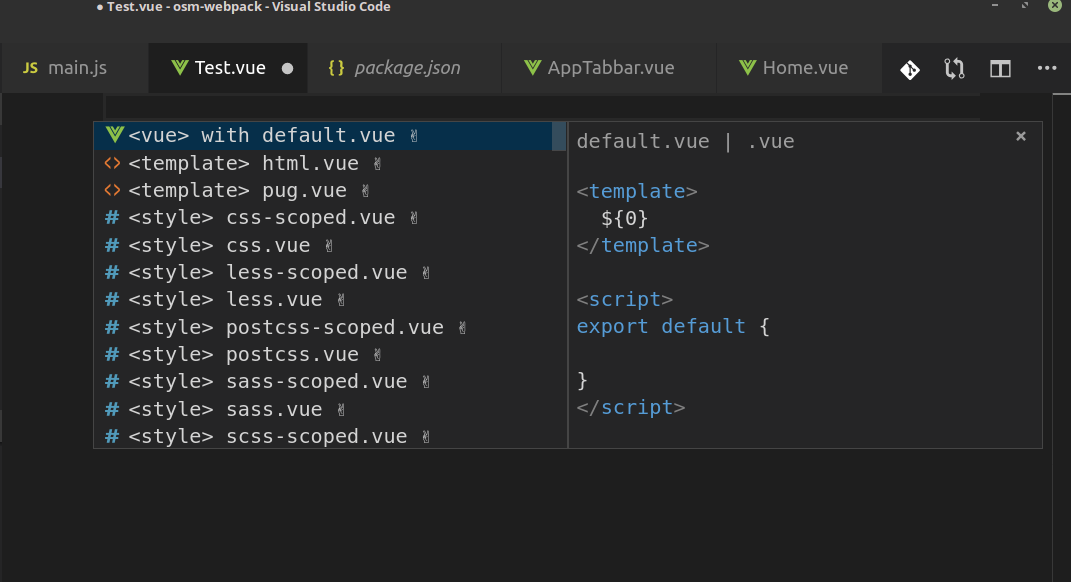 ● Test.vue - osm-webpack - Visual Studio Code
JS main.js
Test.vue ●
{ } package.json
AppTabbar.vue
Home.vue
<vue> with default.vue ✌
<template> html.vue ✌
<template> pug.vue ✌
# <style> css-scoped.vue ✌
# <style> css.vue ✌
# <style> less-scoped.vue ✌
# <style> less.vue ✌
# <style> postcss-scoped.vue ✌
# <style> postcss.vue ✌
# <style> sass-scoped.vue ✌
# <style> sass.vue ✌
# <style> scss-scoped.vue ✌
default.vue | .vue
<template>
  ${0}
</template>
<script>
export default {
}
</script>